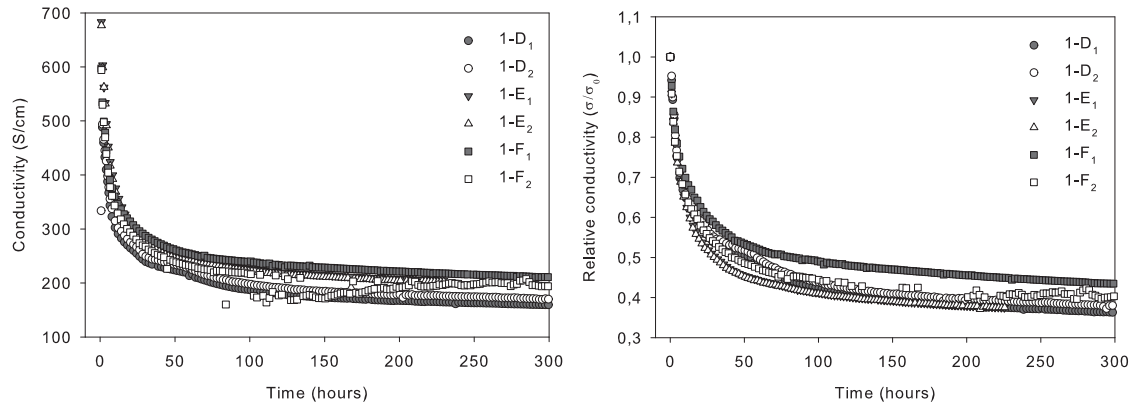 Conductivity (S/cm)
700
600
500
400
300
200
100
0
50
100
150
200
250
300
Time (hours)
1-D₁
1-D₂
1-E₁
1-E₂
1-F₁
1-F₂
Relative conductivity (σ/σ₀)
1,1
1,0
0,9
0,8
0,7
0,6
0,5
0,4
0,3
0
50
100
150
200
250
300
Time (hours)
1-D₁
1-D₂
1-E₁
1-E₂
1-F₁
1-F₂